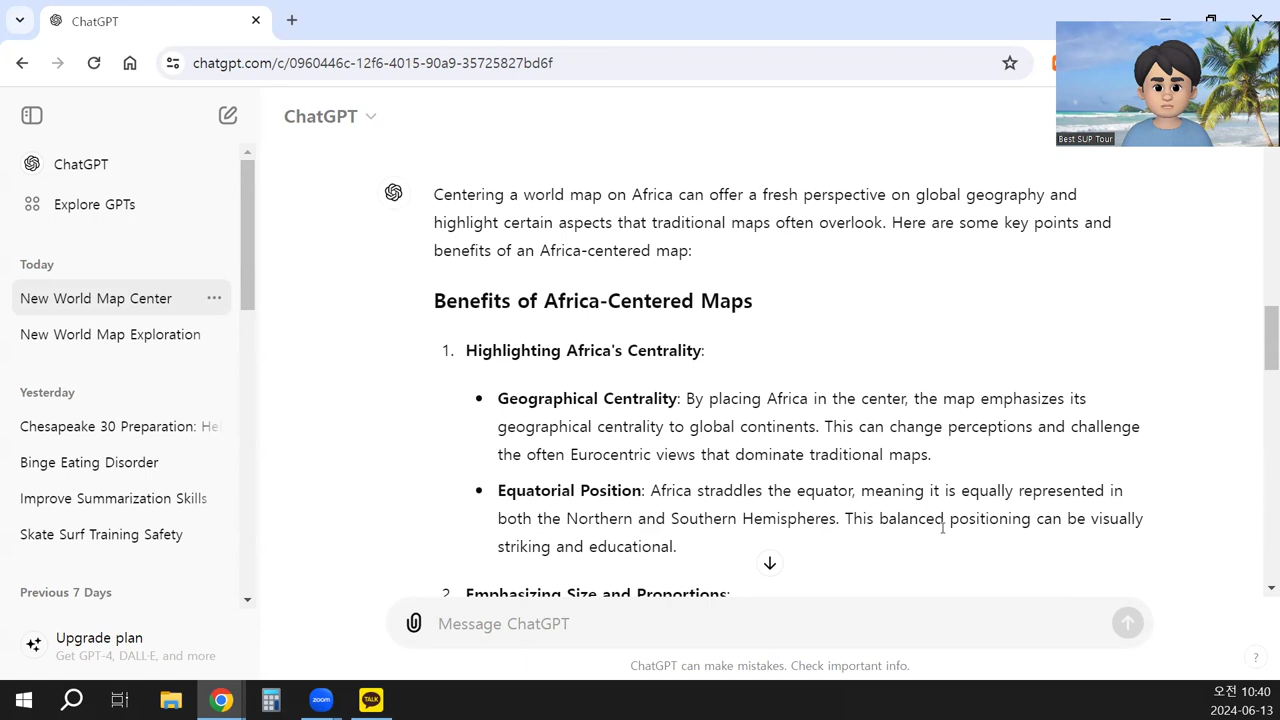 ChatGPT
chatgpt.com/c/0960446c-12f6-4015-90a9-35725827bd6f
Best SUP Tour
ChatGPT
ChatGPT
Explore GPTs
Today
New World Map Center
New World Map Exploration
Yesterday
Chesapeake 30 Preparation: He
Binge Eating Disorder
Improve Summarization Skills
Skate Surf Training Safety
Previous 7 Days
Upgrade plan
Get GPT-4, DALL·E, and more
Centering a world map on Africa can offer a fresh perspective on global geography and
highlight certain aspects that traditional maps often overlook. Here are some key points and
benefits of an Africa-centered map:
Benefits of Africa-Centered Maps
1. Highlighting Africa's Centrality:
• Geographical Centrality: By placing Africa in the center, the map emphasizes its
geographical centrality to global continents. This can change perceptions and challenge
the often Eurocentric views that dominate traditional maps.
• Equatorial Position: Africa straddles the equator, meaning it is equally represented in
both the Northern and Southern Hemispheres. This balanced positioning can be visually
striking and educational.
2. Emphasizing Size and Proportions:
Message ChatGPT
ChatGPT can make mistakes. Check important info.
?
zoom
TALK
오전 10:40
2024-06-13